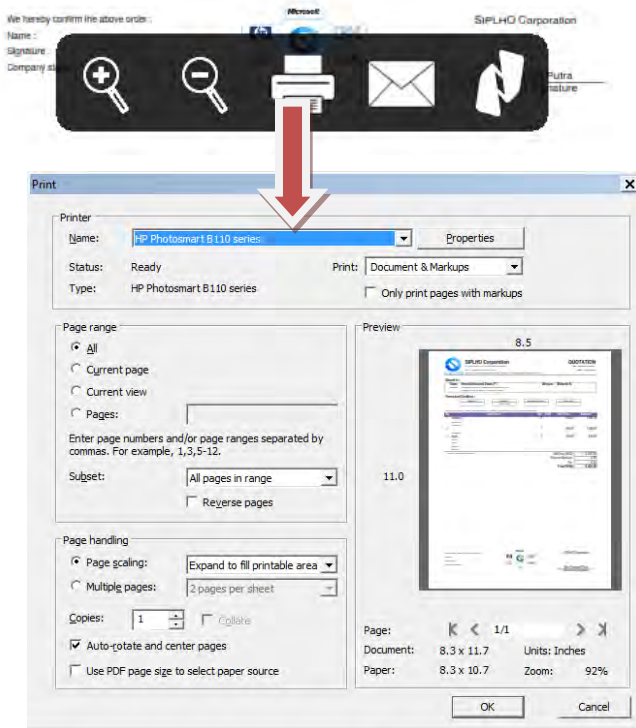 We hereby confirm the above order :
Microsoft
SIPLHO Corporation
Name :
Signature
Company
Putra
nature
Print
Printer
Name: HP Photosmart B110 series Properties
Status: Ready Print: Document & Markups
Type: HP Photosmart B110 series Only print pages with markups
Page range
All
Current page
Current view
Pages:
Enter page numbers and/or page ranges separated by
commas. For example, 1,3,5-12.
Subset: All pages in range
Reverse pages
Page handling
Page scaling: Expand to fill printable area
Multiple pages: 2 pages per sheet
Copies: 1 Collate
Auto-rotate and center pages
Use PDF page size to select paper source
Preview
8.5
SIPLHO Corporation QUOTATION
11.0
Page: 1/1
Document: 8.3 x 11.7 Units: Inches
Paper: 8.3 x 10.7 Zoom: 92%
OK Cancel